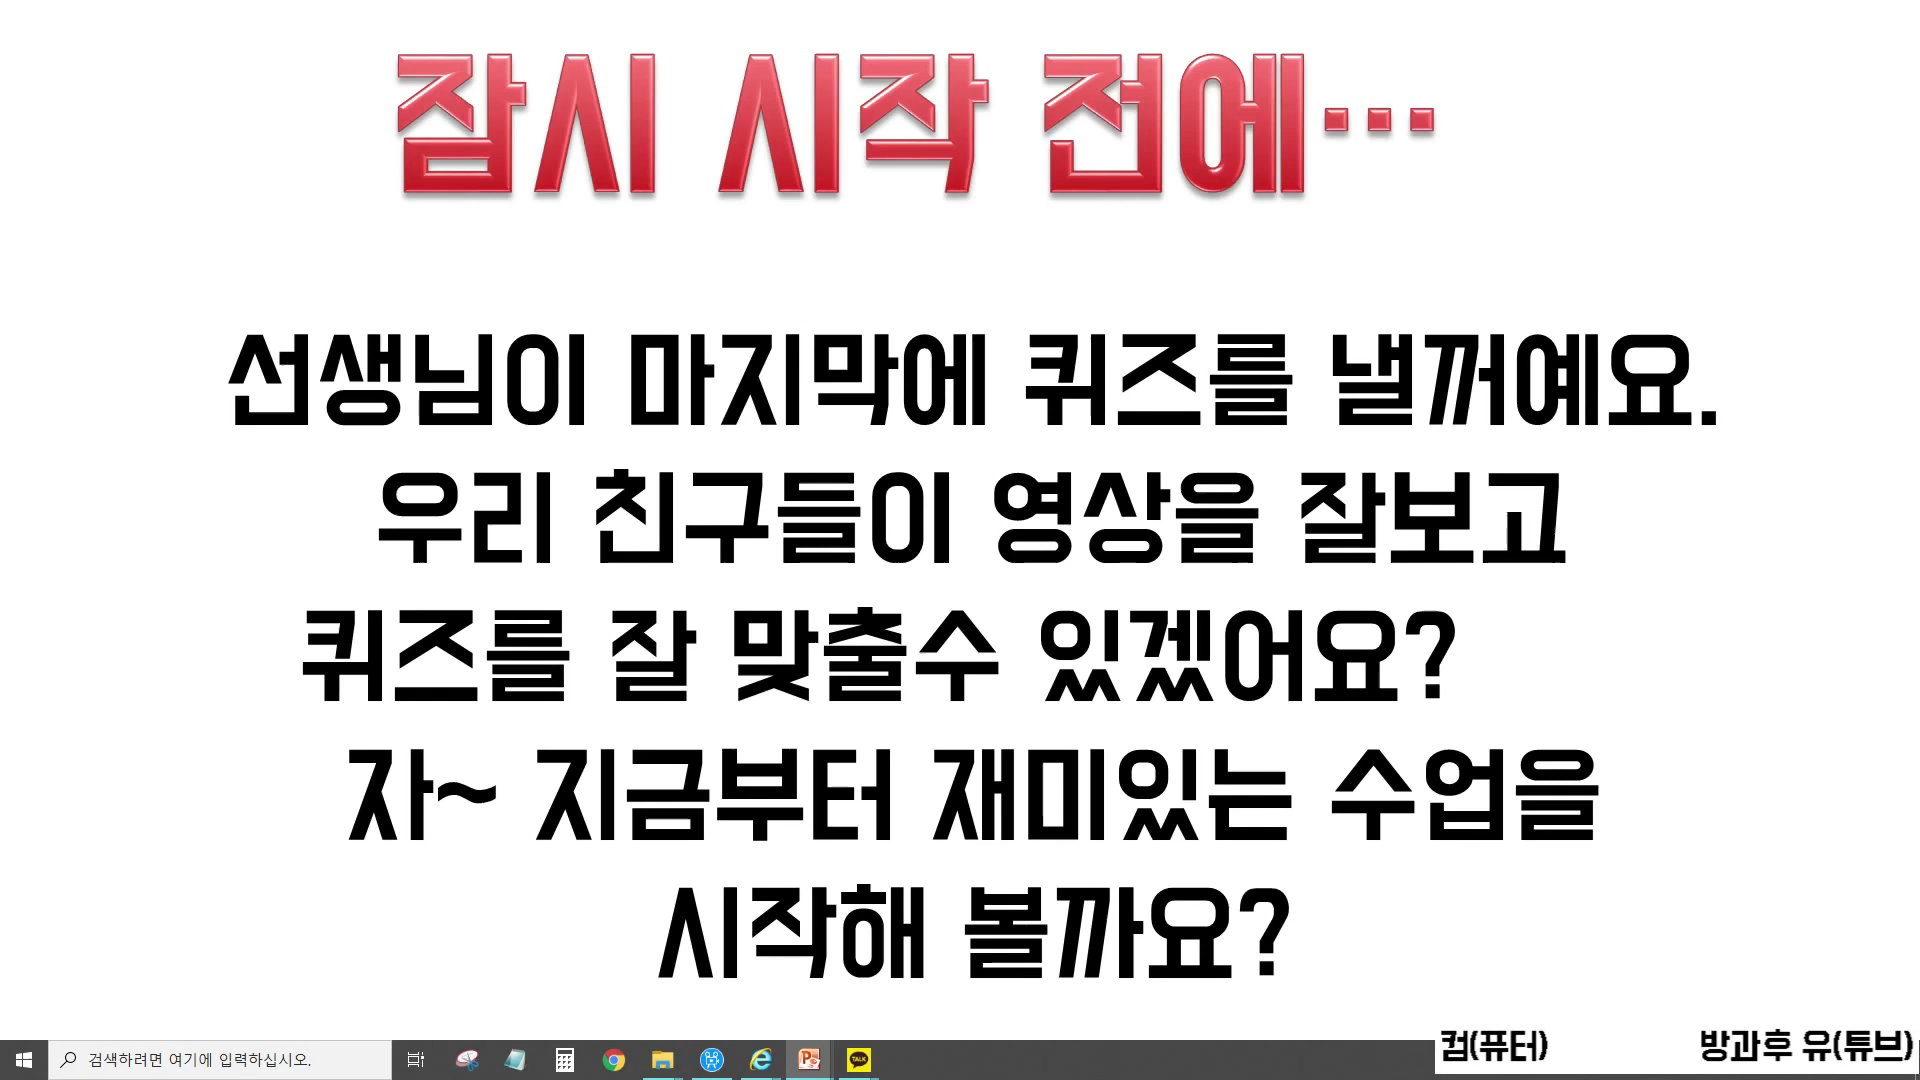 잠시 시작 전에…
선생님이 마지막에 퀴즈를 낼꺼예요.
우리 친구들이 영상을 잘보고
퀴즈를 잘 맞출수 있겠어요?
자~ 지금부터 재미있는 수업을
시작해 볼까요?
검색하려면 여기에 입력하십시오.
TALK
컴(퓨터) 방과후 유(튜브)